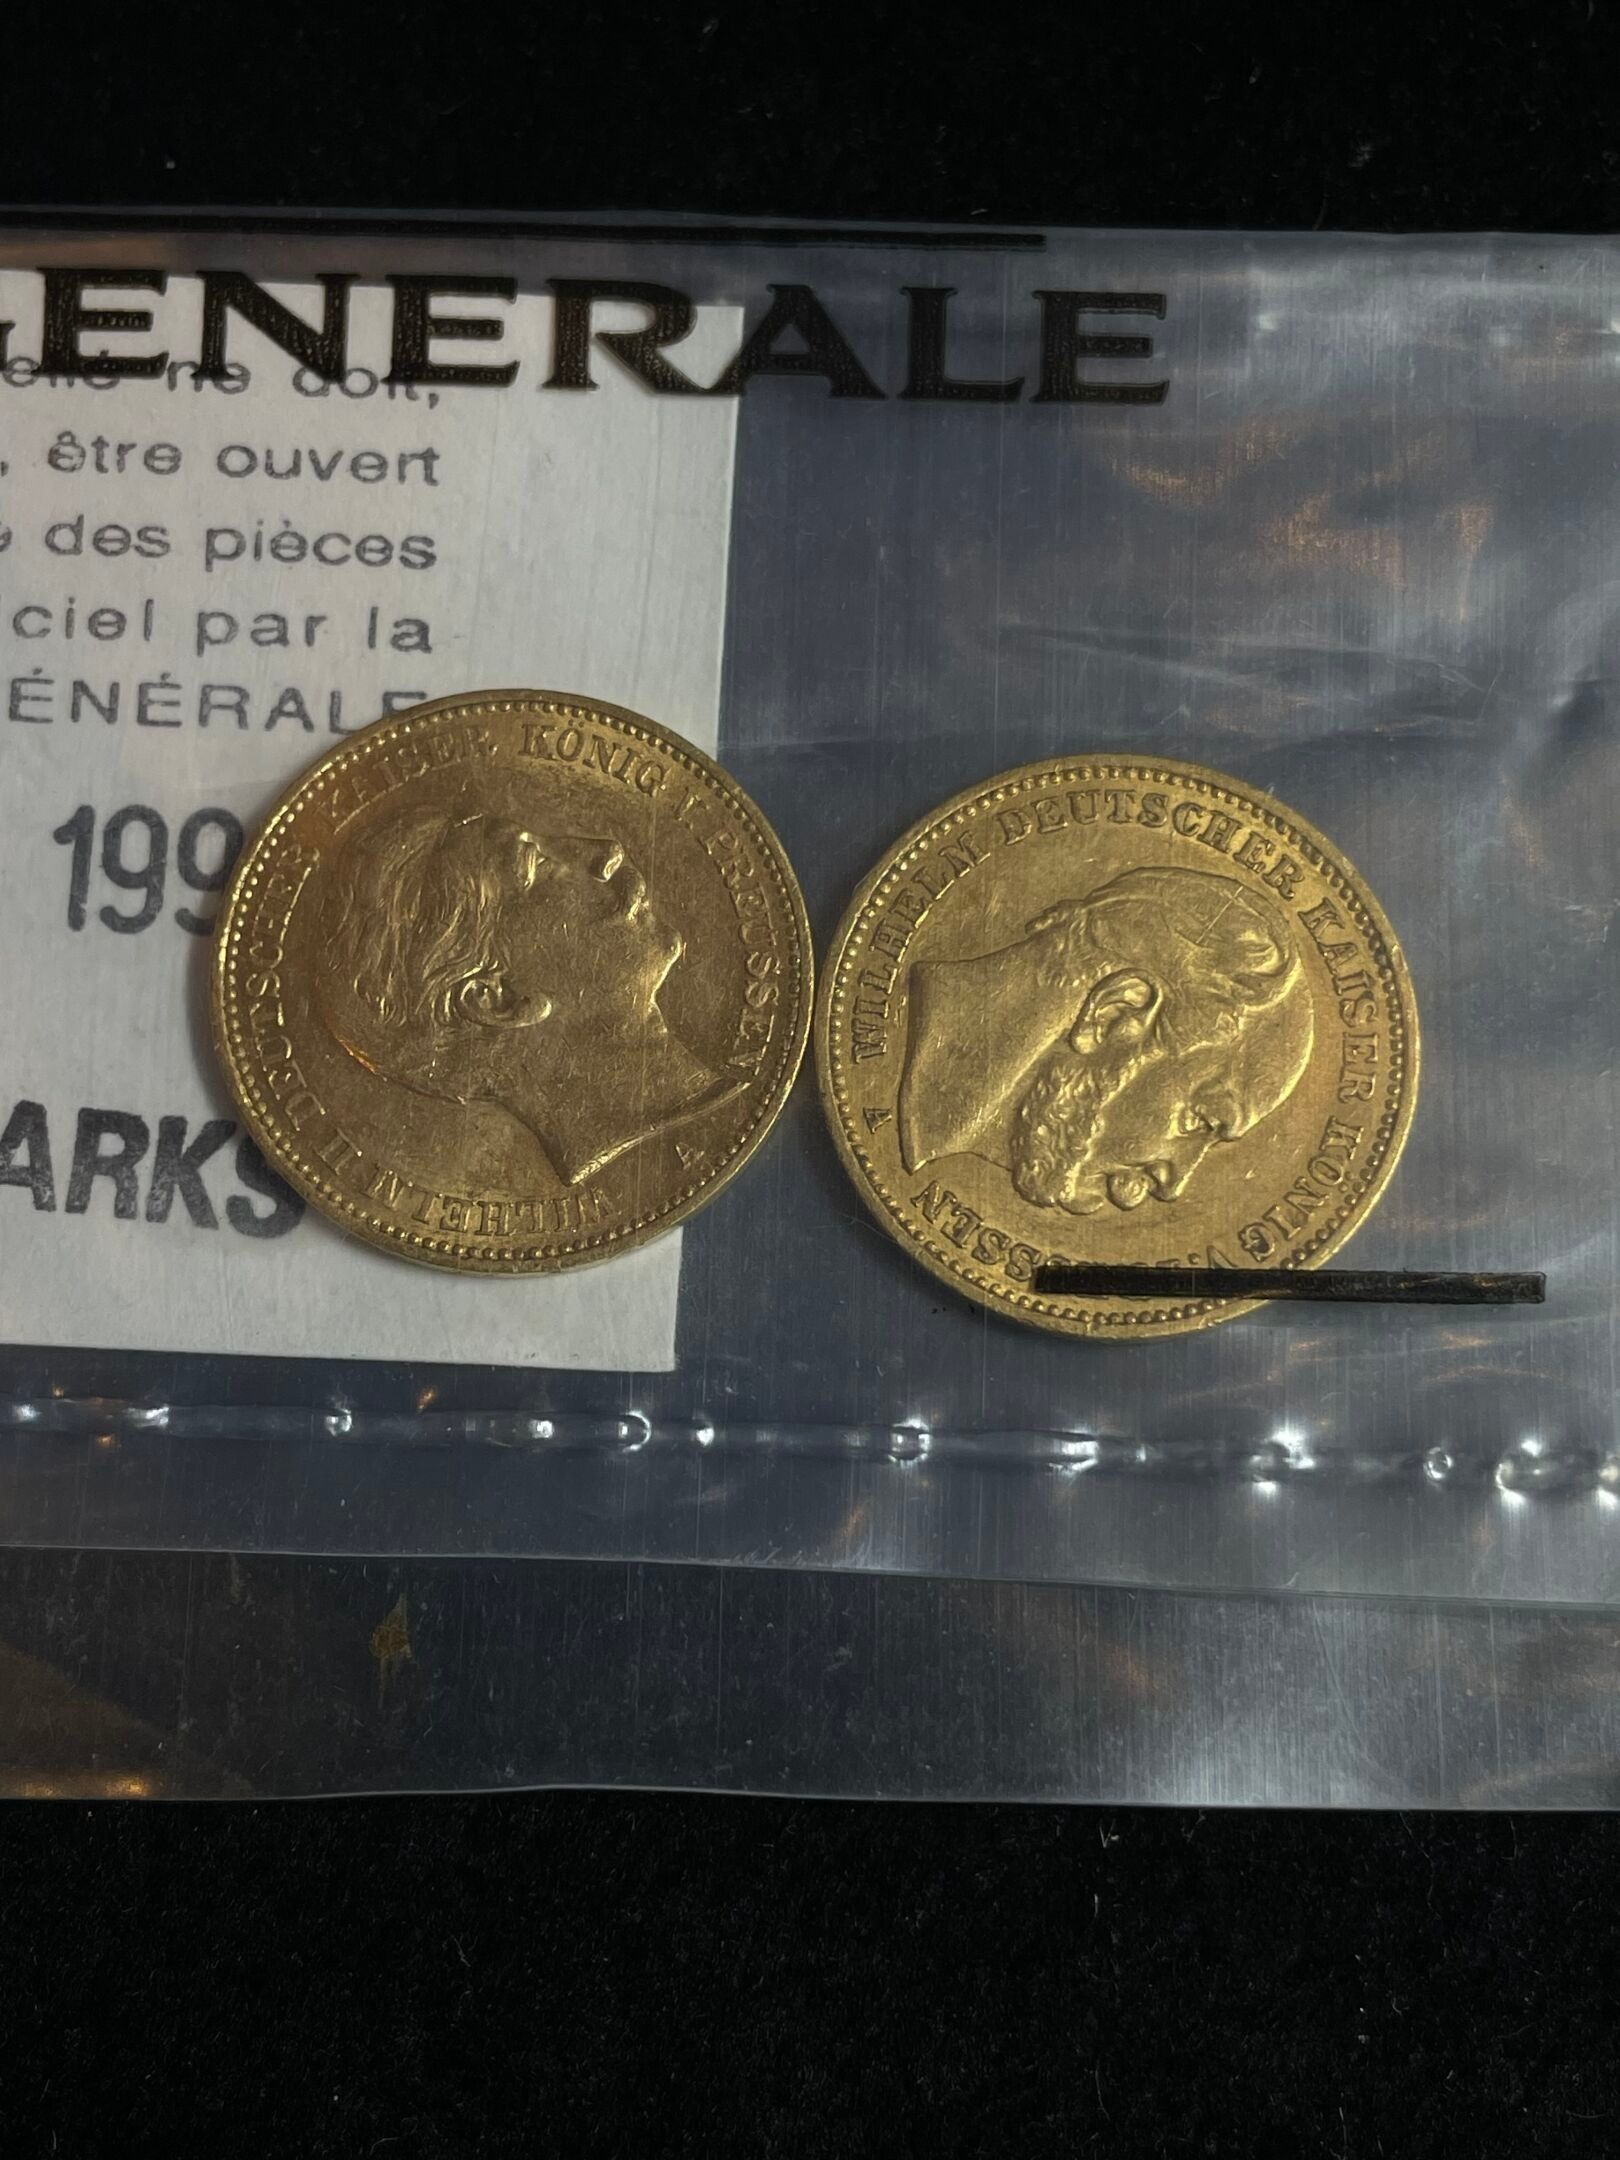 GENERALE
elle ne doit,
, être ouvert
des pièces
ciel par la
ÉNÉRALE
199
ARKS
WILHELM II DEUTSCHER KAISER. KÖNIG V. PREUSSEN
A
WILHELM DEUTSCHER KAISER KÖNIG V.
A